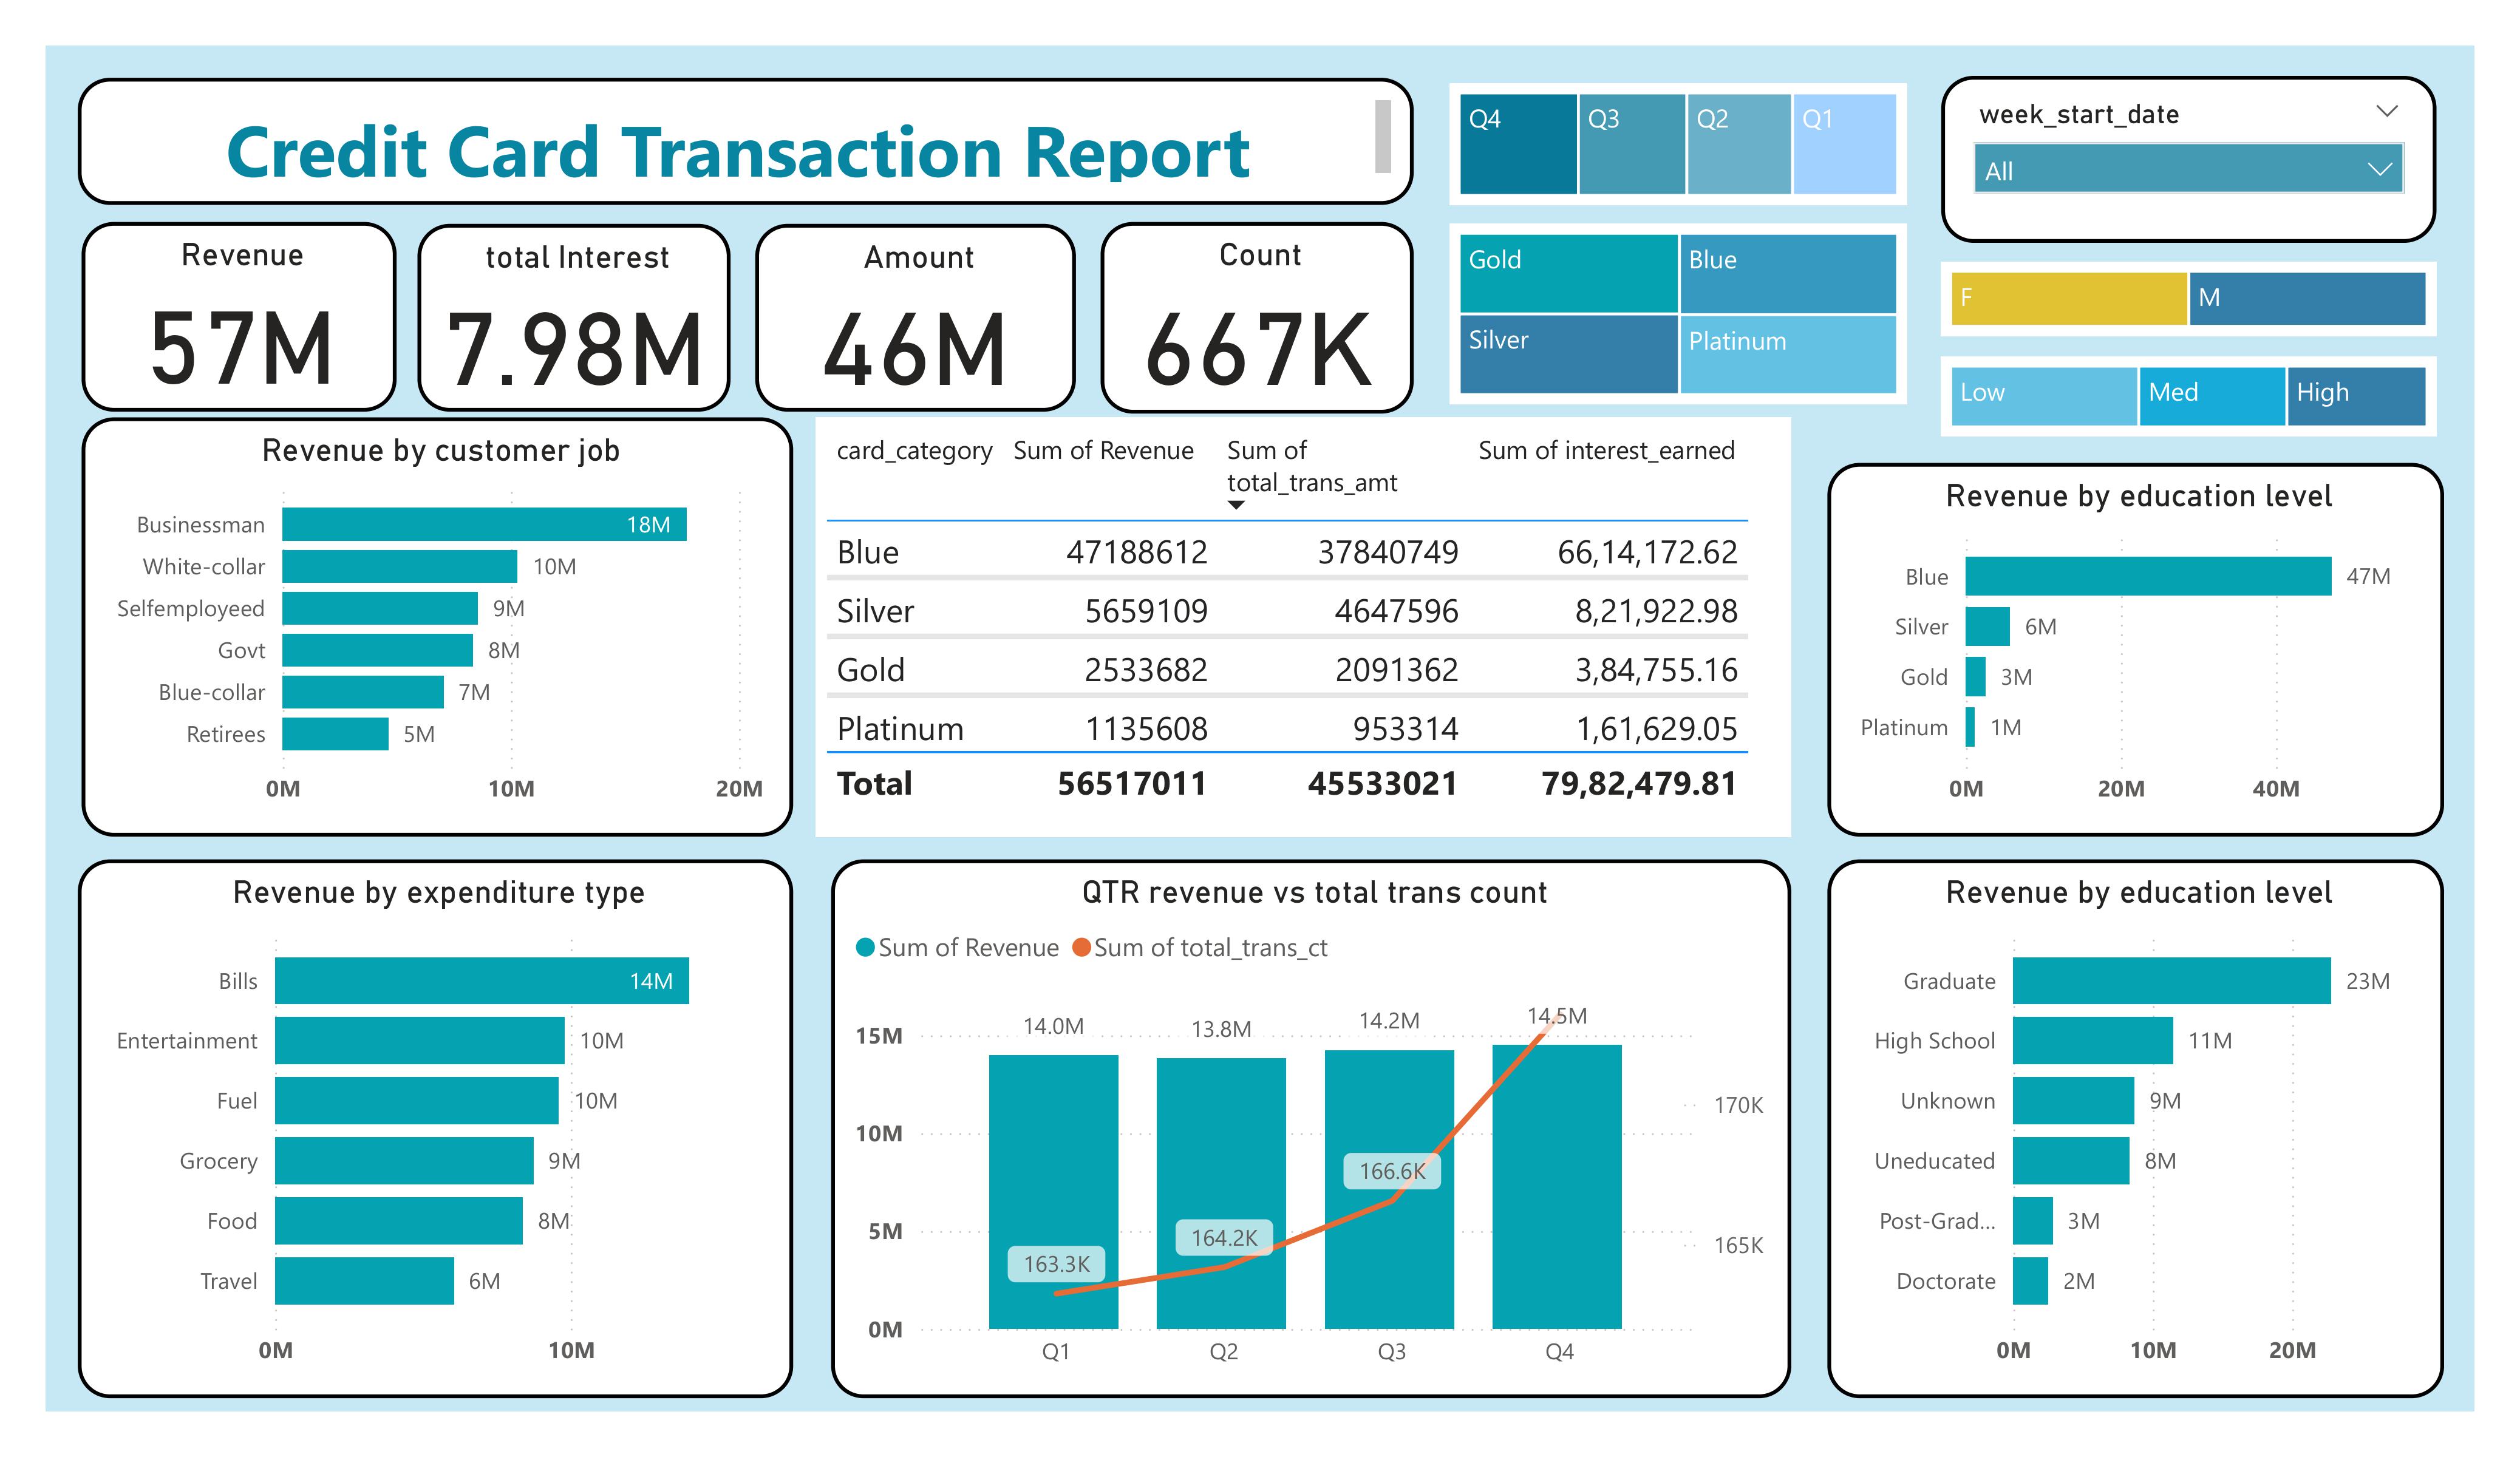 Credit Card Transaction Report
Q4
Q3
Q2
Q1
week_start_date
All
Revenue
57M
total Interest
7.98M
Amount
46M
Count
667K
Gold
Blue
Silver
Platinum
F
M
Low
Med
High
Revenue by customer job
Businessman
18M
White-collar
10M
Selfemployeed
9M
Govt
8M
Blue-collar
7M
Retirees
5M
0M
10M
20M
card_category Sum of Revenue Sum of Sum of interest_earned
total_trans_amt
Blue 47188612 37840749 66,14,172.62
Silver 5659109 4647596 8,21,922.98
Gold 2533682 2091362 3,84,755.16
Platinum 1135608 953314 1,61,629.05
Total 56517011 45533021 79,82,479.81
Revenue by education level
Blue
47M
Silver
6M
Gold
3M
Platinum
1M
0M
20M
40M
Revenue by expenditure type
Bills
14M
Entertainment
10M
Fuel
10M
Grocery
9M
Food
8M
Travel
6M
0M
10M
QTR revenue vs total trans count
Sum of Revenue
Sum of total_trans_ct
15M
10M
5M
0M
14.0M
13.8M
14.2M
14.5M
163.3K
164.2K
166.6K
170K
165K
Q1
Q2
Q3
Q4
Revenue by education level
Graduate
23M
High School
11M
Unknown
9M
Uneducated
8M
Post-Grad...
3M
Doctorate
2M
0M
10M
20M